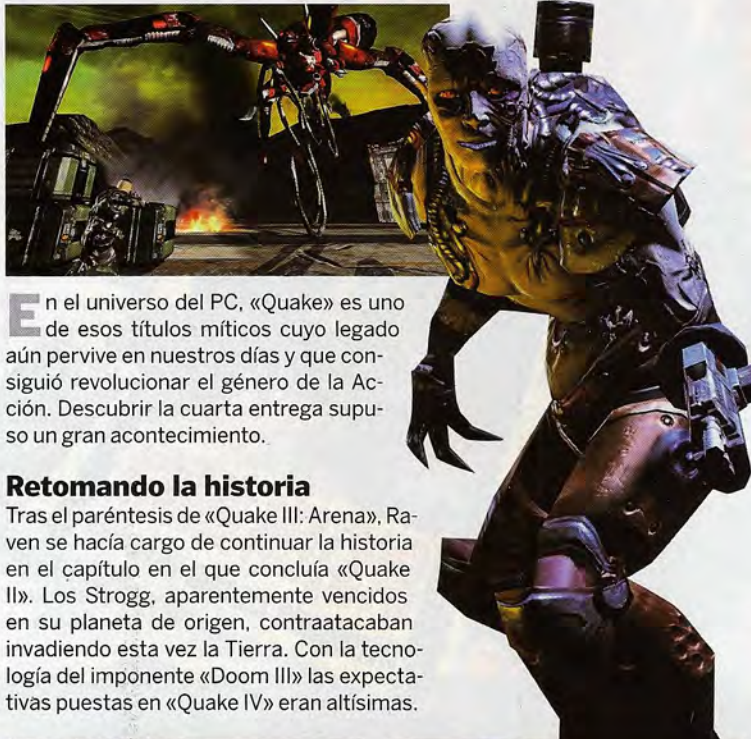 En el universo del PC, «Quake» es uno
de esos títulos míticos cuyo legado
aún pervive en nuestros días y que con-
siguió revolucionar el género de la Ac-
ción. Descubrir la cuarta entrega supu-
so un gran acontecimiento.
Retomando la historia
Tras el paréntesis de «Quake III: Arena», Ra-
ven se hacía cargo de continuar la historia
en el capítulo en el que concluía «Quake
II». Los Strogg, aparentemente vencidos
en su planeta de origen, contraatacaban
invadiendo esta vez la Tierra. Con la tecno-
logía del imponente «Doom III» las expecta-
tivas puestas en «Quake IV» eran altísimas.